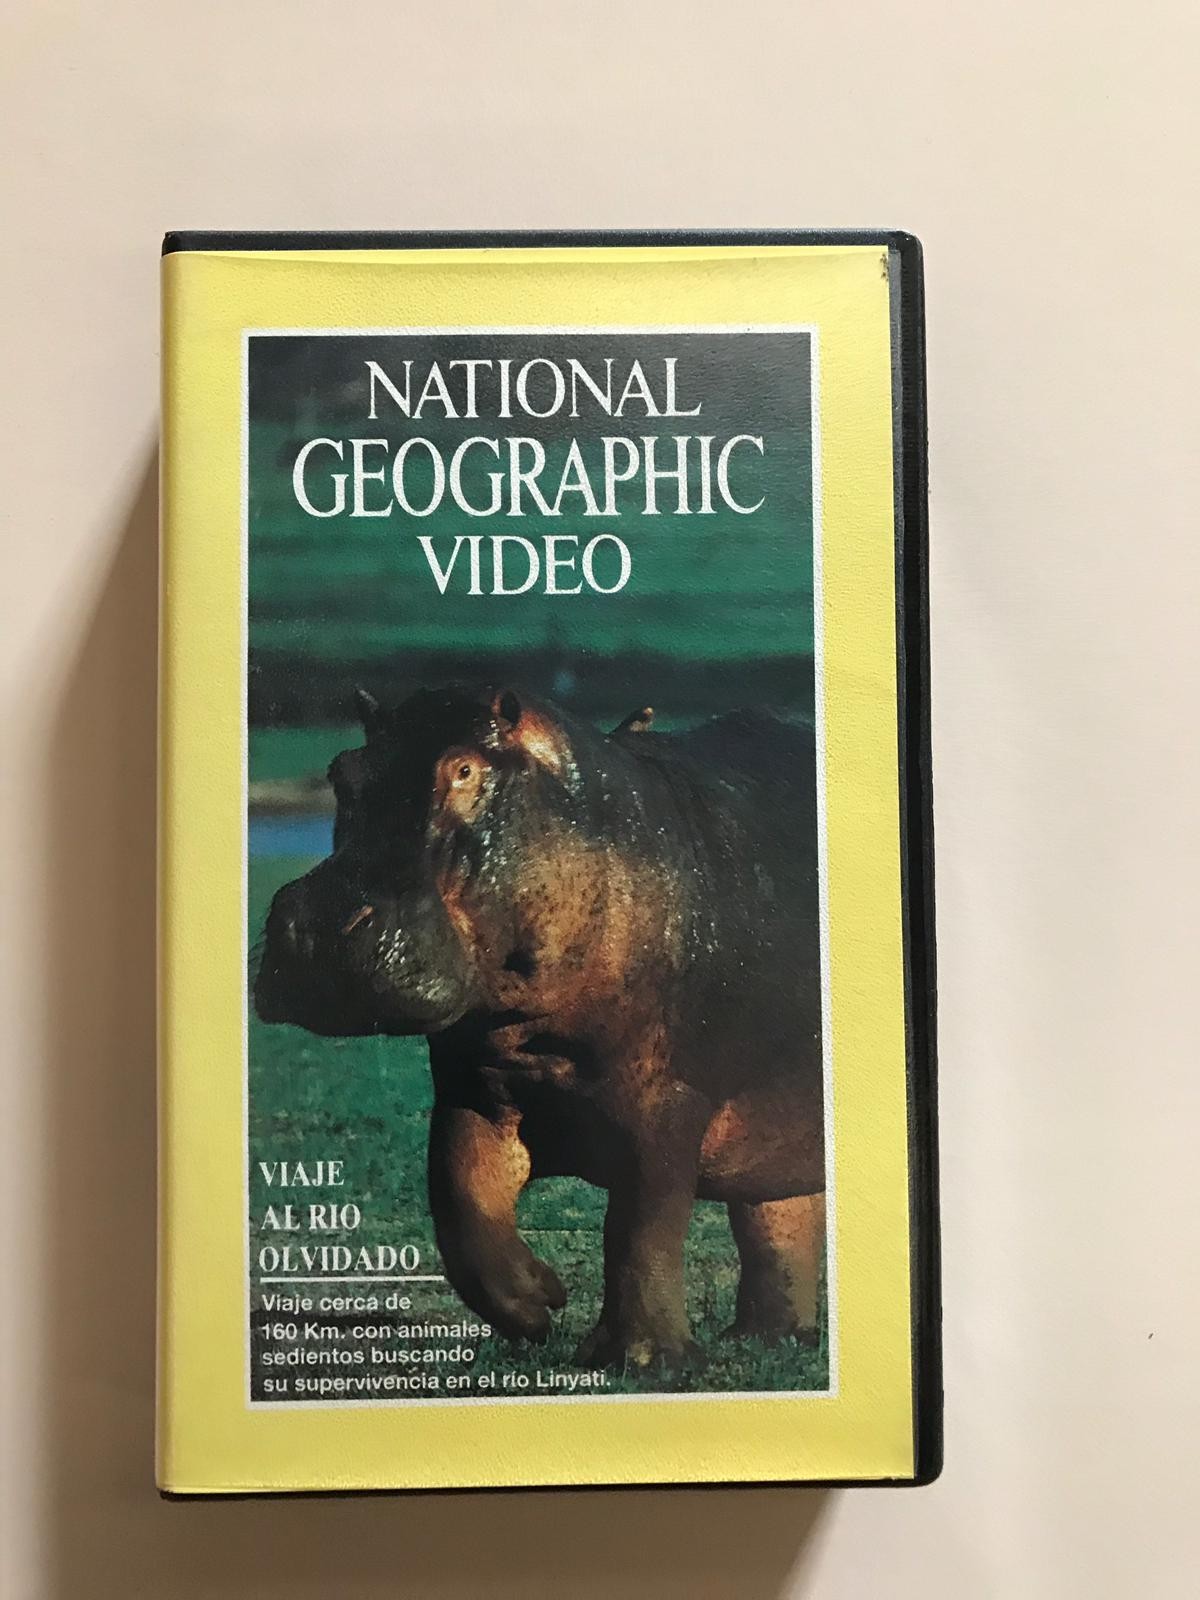 NATIONAL
GEOGRAPHIC
VIDEO
VIAJE
AL RIO
OLVIDADO
Viaje cerca de
160 Km. con animales
sedientos buscando
su supervivencia en el río Linyati.